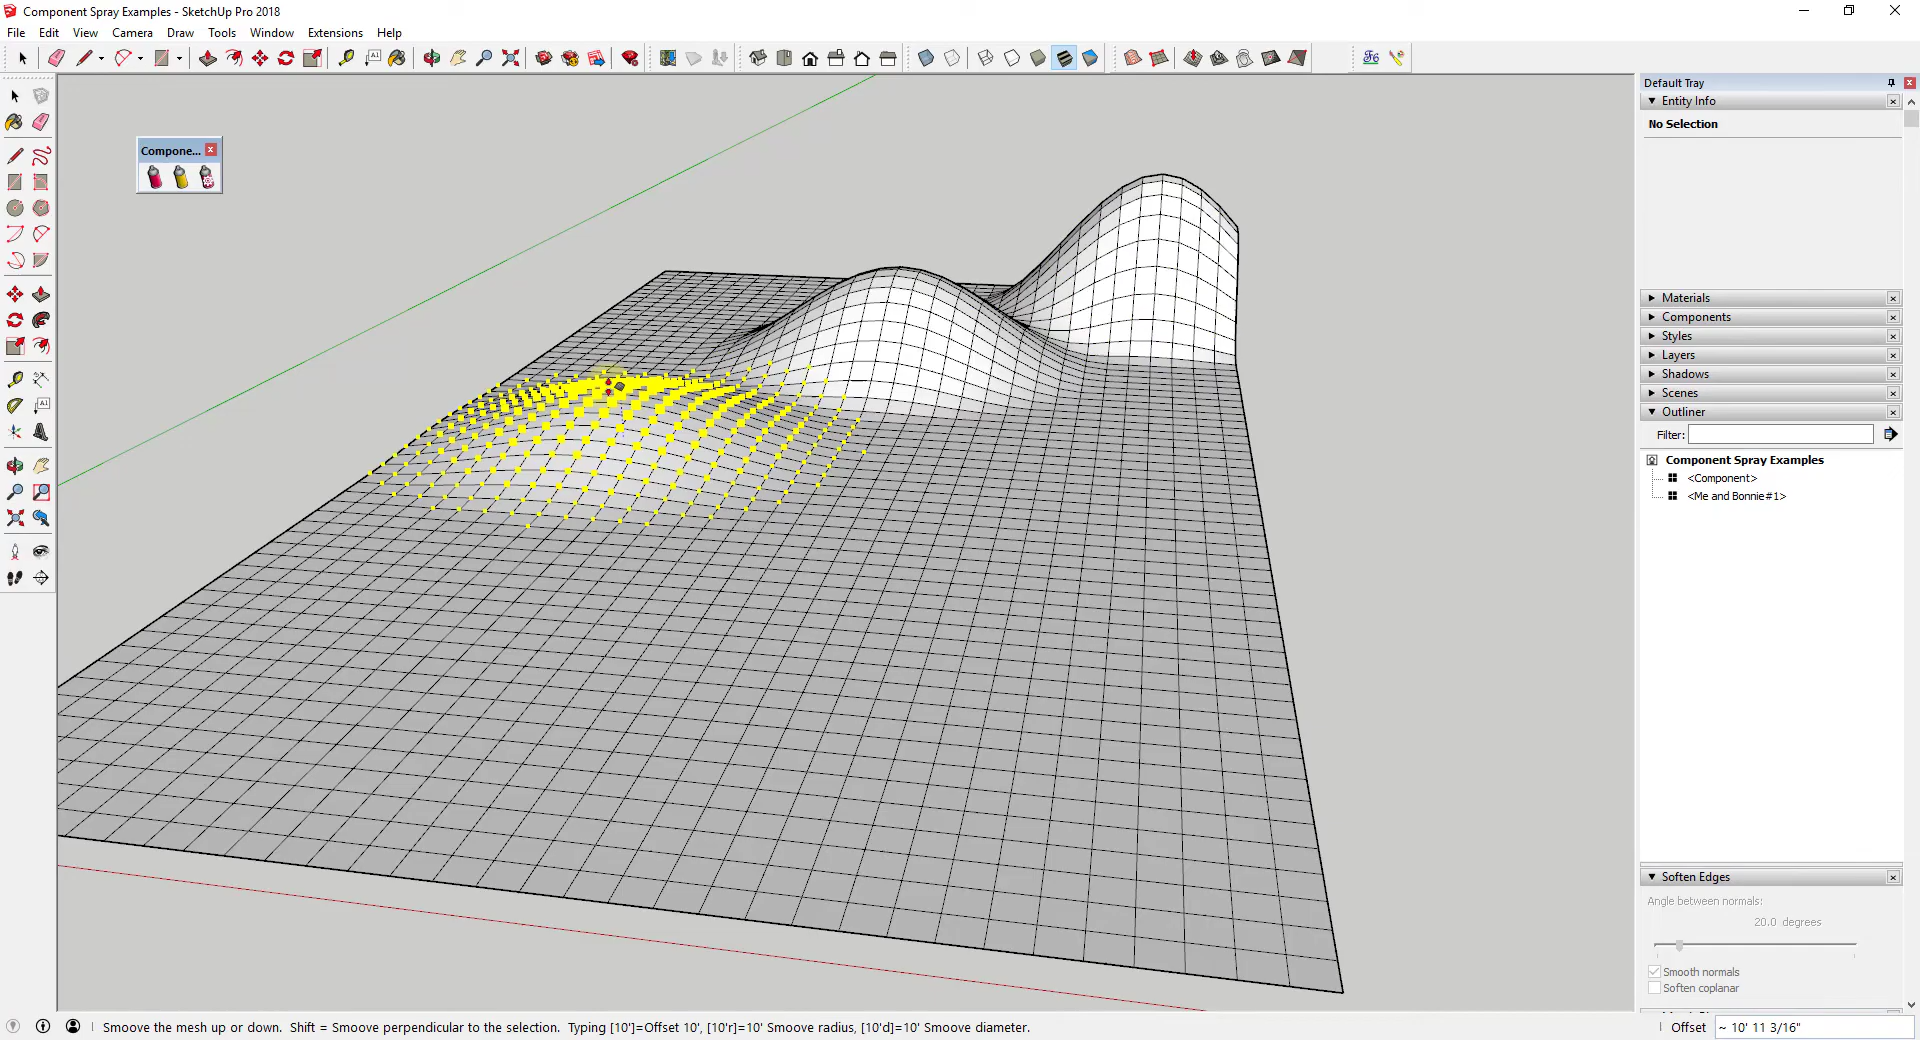 Component Spray Examples - SketchUp Pro 2018
File Edit View Camera Draw Tools Window Extensions Help
Compone...
Default Tray
Entity Info
No Selection
Materials
Components
Styles
Layers
Shadows
Scenes
Outliner
Filter:
Component Spray Examples
<Component>
<Me and Bonnie#1>
Soften Edges
Angle between normals:
20.0 degrees
Smooth normals
Soften coplanar
Smoove the mesh up or down. Shift = Smoove perpendicular to the selection. Typing [10']=Offset 10', [10'r]=10' Smoove radius, [10'd]=10' Smoove diameter.
Offset ~ 10' 11 3/16"